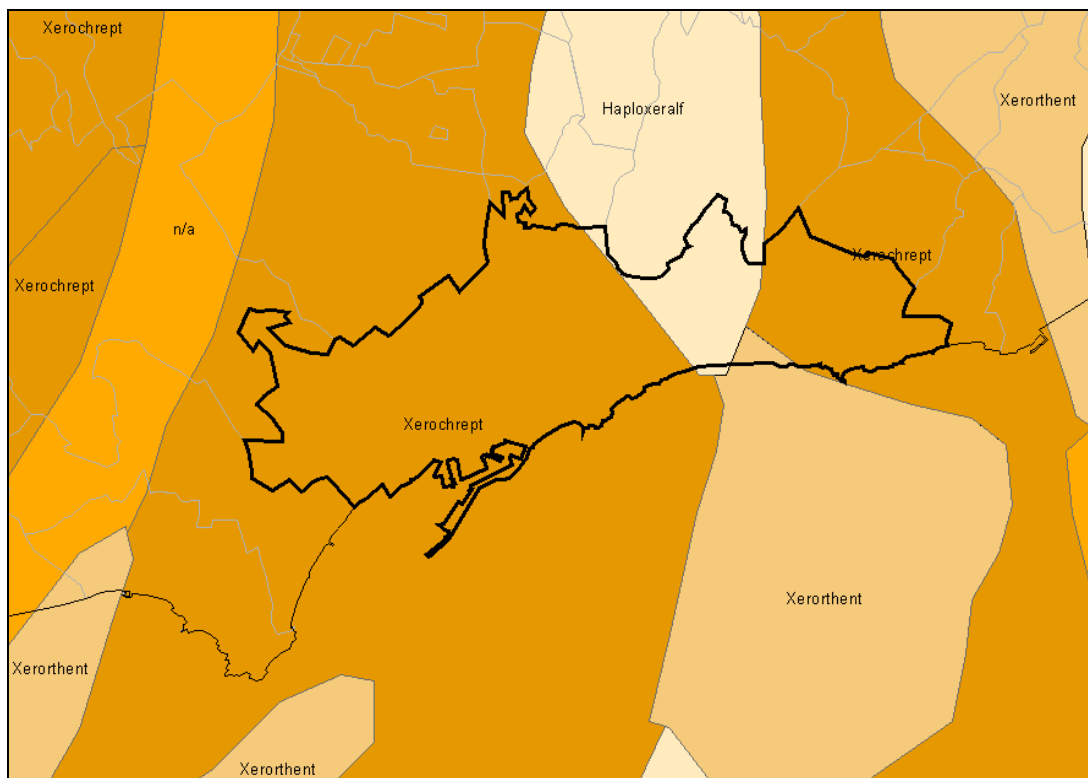 Xerochrept
Xerorthent
Haploxeralf
n/a
Xerochrept
Xerochrept
Xerochrept
Xerorthent
Xerorthent
Xerorthent